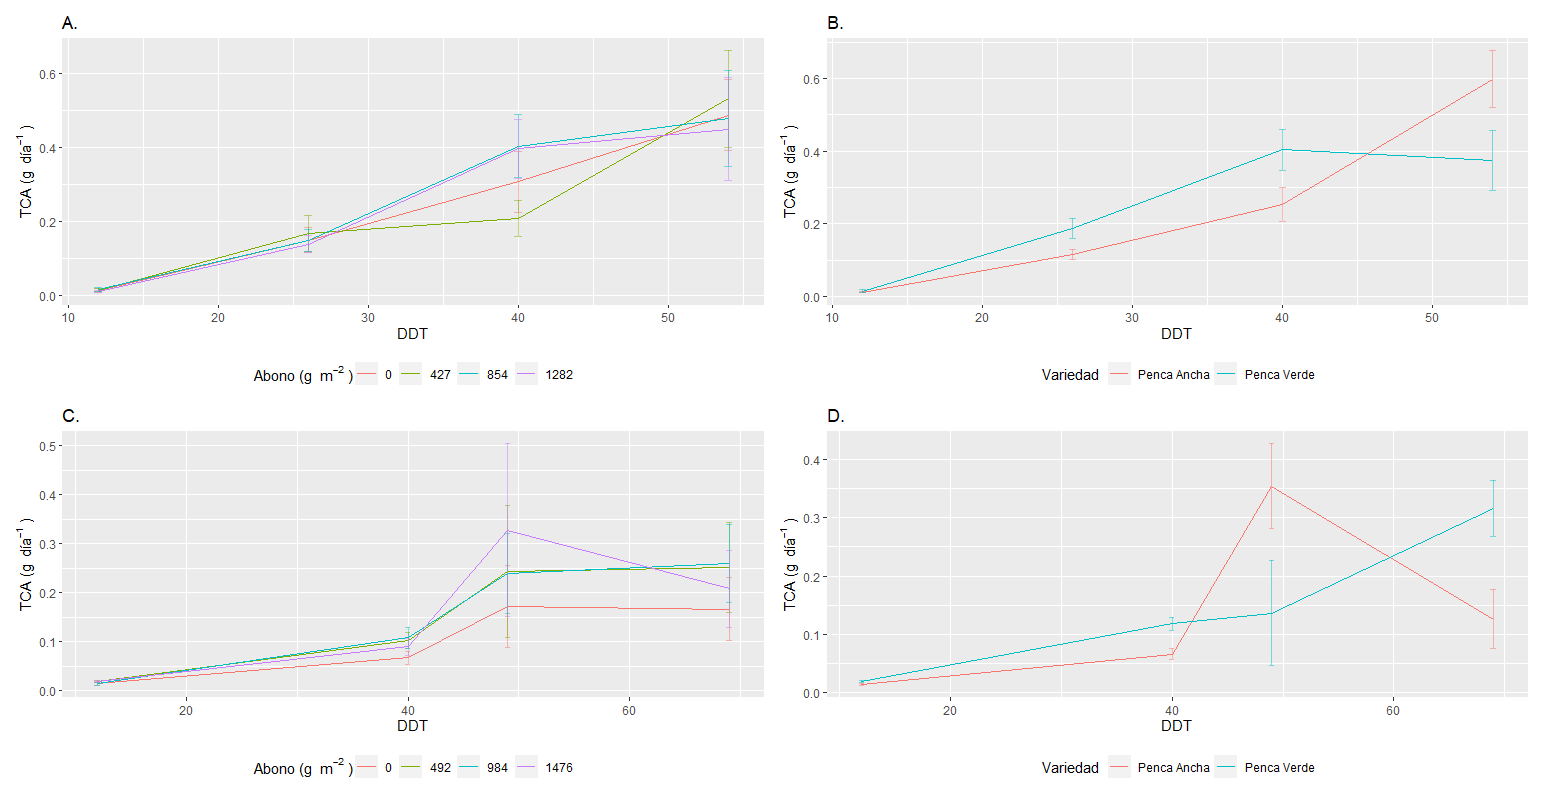 A.
TCA (g día⁻¹ )
0.6
0.4
0.2
0.0
10 20 30 40 50
DDT
Abono (g m⁻² ) 0 427 854 1282
B.
TCA (g día⁻¹ )
0.6
0.4
0.2
0.0
10 20 30 40 50
DDT
Variedad Penca Ancha Penca Verde
C.
TCA (g día⁻¹ )
0.5
0.4
0.3
0.2
0.1
0.0
20 40 60
DDT
Abono (g m⁻² ) 0 492 984 1476
D.
TCA (g día⁻¹ )
0.4
0.3
0.2
0.1
0.0
20 40 60
DDT
Variedad Penca Ancha Penca Verde